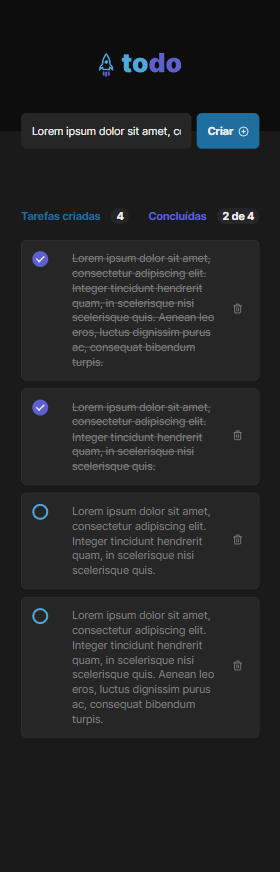 todo
Lorem ipsum dolor sit amet, co
Criar
Tarefas criadas 4
Concluídas 2 de 4
Lorem ipsum dolor sit amet,
consectetur adipiscing elit.
Integer tincidunt hendrerit
quam, in scelerisque nisi
scelerisque quis. Aenean leo
eros, luctus dignissim purus
ac, consequat bibendum
turpis.
Lorem ipsum dolor sit amet,
consectetur adipiscing elit.
Integer tincidunt hendrerit
quam, in scelerisque nisi
scelerisque quis.
Lorem ipsum dolor sit amet,
consectetur adipiscing elit.
Integer tincidunt hendrerit
quam, in scelerisque nisi
scelerisque quis.
Lorem ipsum dolor sit amet,
consectetur adipiscing elit.
Integer tincidunt hendrerit
quam, in scelerisque nisi
scelerisque quis. Aenean leo
eros, luctus dignissim purus
ac, consequat bibendum
turpis.